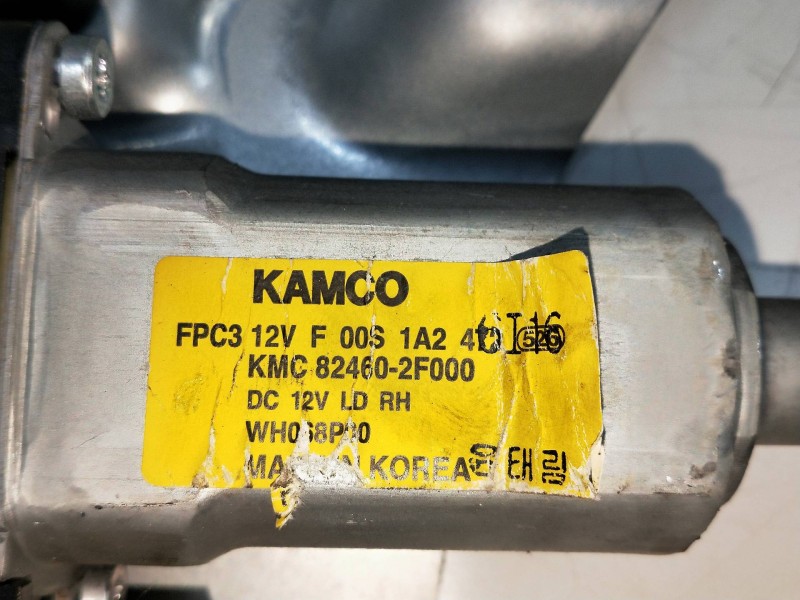 KAMCO
FPC3 12V F 00S 1A2
KMC 82460-2F000
DC 12V LD RH
KOREA